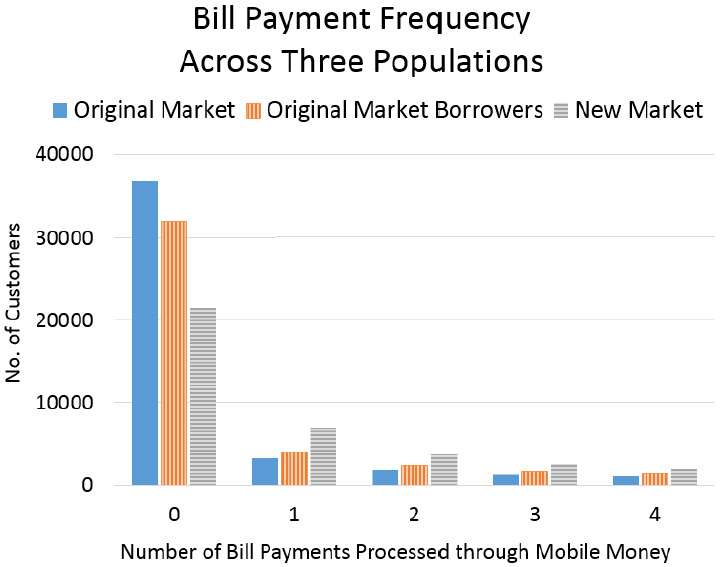 Bill Payment Frequency
Across Three Populations
Original Market Original Market Borrowers New Market
40000
30000
20000
10000
0
No. of Customers
0 1 2 3 4
Number of Bill Payments Processed through Mobile Money